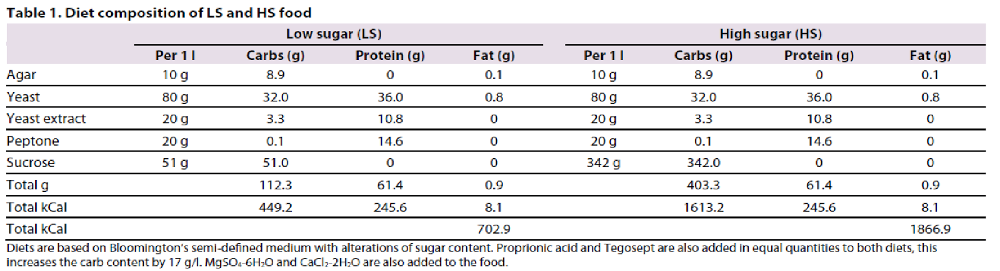 Table 1. Diet composition of LS and HS food
Low sugar (LS) High sugar (HS)
Per 1 l Carbs (g) Protein (g) Fat (g) Per 1 l Carbs (g) Protein (g) Fat (g)
Agar 10 g 8.9 0 0.1 10 g 8.9 0 0.1
Yeast 80 g 32.0 36.0 0.8 80 g 32.0 36.0 0.8
Yeast extract 20 g 3.3 10.8 0 20 g 3.3 10.8 0
Peptone 20 g 0.1 14.6 0 20 g 0.1 14.6 0
Sucrose 51 g 51.0 0 0 342 g 342.0 0 0
Total g 112.3 61.4 0.9 403.3 61.4 0.9
Total kCal 449.2 245.6 8.1 1613.2 245.6 8.1
Total kCal 702.9 1866.9
Diets are based on Bloomington's semi-defined medium with alterations of sugar content. Proprionic acid and Tegosept are also added in equal quantities to both diets, this
increases the carb content by 17 g/l. MgSO₄-6H₂O and CaCl₂-2H₂O are also added to the food.